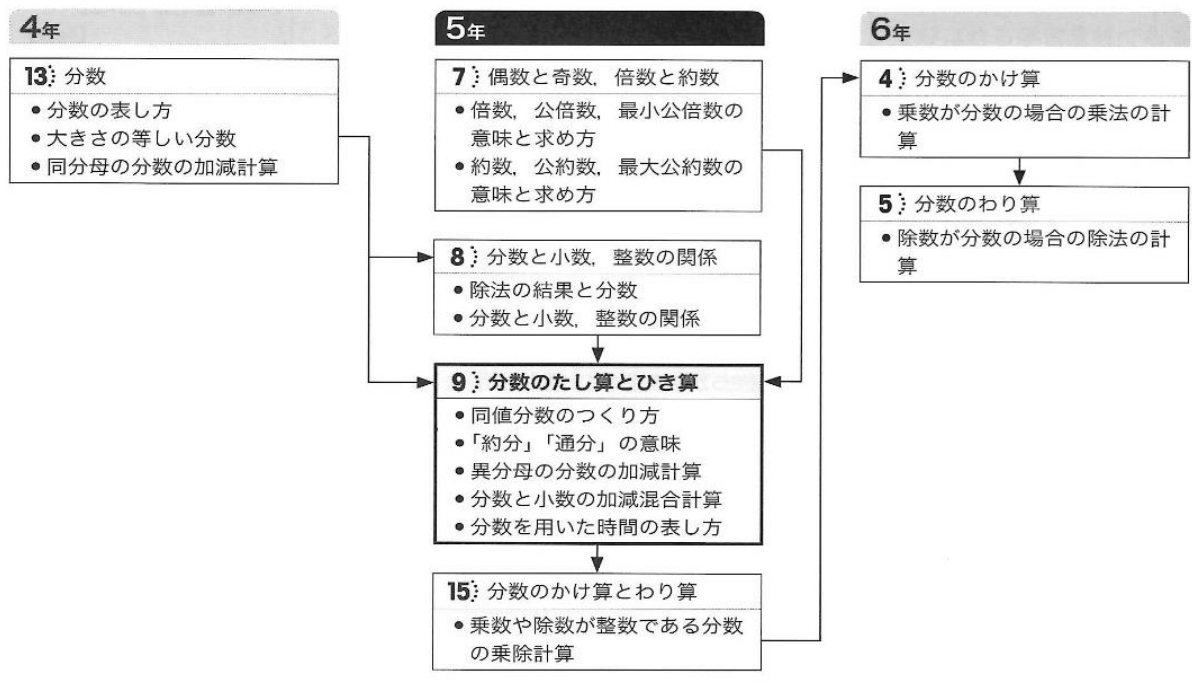 4年
13 分数
• 分数の表し方
• 大きさの等しい分数
• 同分母の分数の加減計算
5年
7 偶数と奇数，倍数と約数
• 倍数，公倍数，最小公倍数の
意味と求め方
• 約数，公約数，最大公約数の
意味と求め方
8 分数と小数，整数の関係
• 除法の結果と分数
• 分数と小数，整数の関係
9 分数のたし算とひき算
• 同値分数のつくり方
• 「約分」「通分」の意味
• 異分母の分数の加減計算
• 分数と小数の加減混合計算
• 分数を用いた時間の表し方
15 分数のかけ算とわり算
• 乗数や除数が整数である分数
の乗除計算
6年
4 分数のかけ算
• 乗数が分数の場合の乗法の計
算
5 分数のわり算
• 除数が分数の場合の除法の計
算